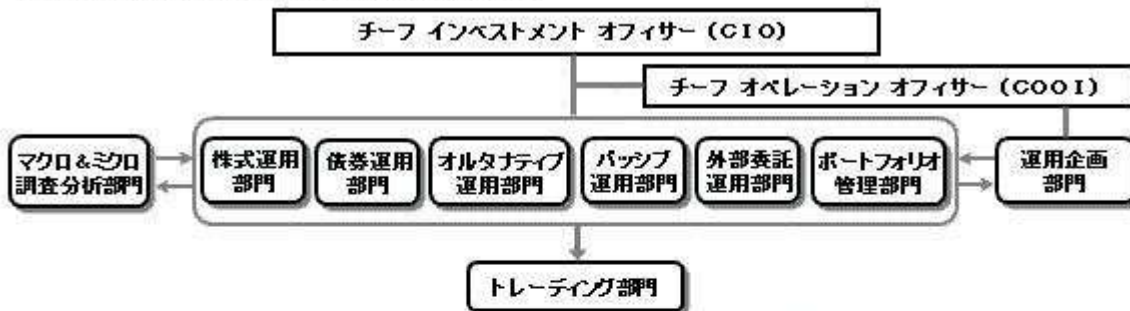 チーフ インベストメント オフィサー (CIO)
チーフ オペレーション オフィサー (COOI)
マクロ&ミクロ
調査分析部門
株式運用
部門
債券運用
部門
オルタナティブ
運用部門
パッシブ
運用部門
外部委託
運用部門
ポートフォリオ
管理部門
運用企画
部門
トレーディング部門